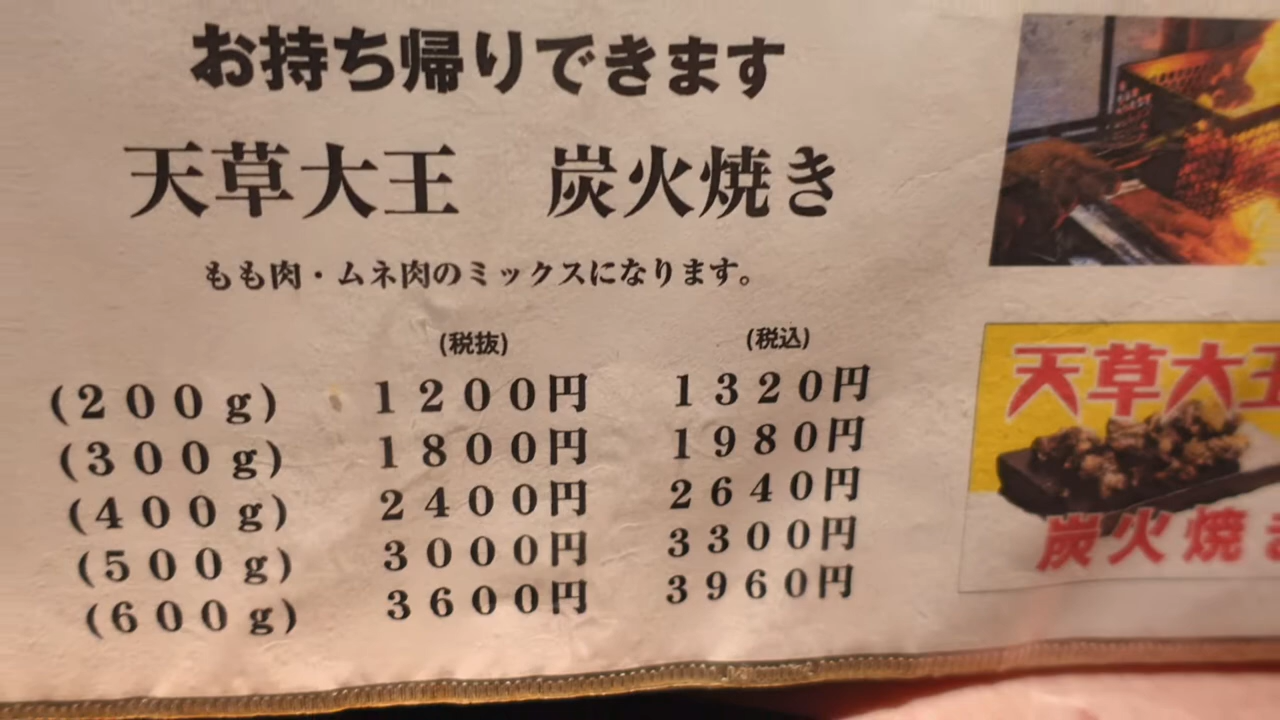 お持ち帰りできます
天草大王　炭火焼き
もも肉・ムネ肉のミックスになります。
(税抜)　(税込)
(200g)　1200円　1320円
(300g)　1800円　1980円
(400g)　2400円　2640円
(500g)　3000円　3300円
(600g)　3600円　3960円
天草大王
炭火焼き